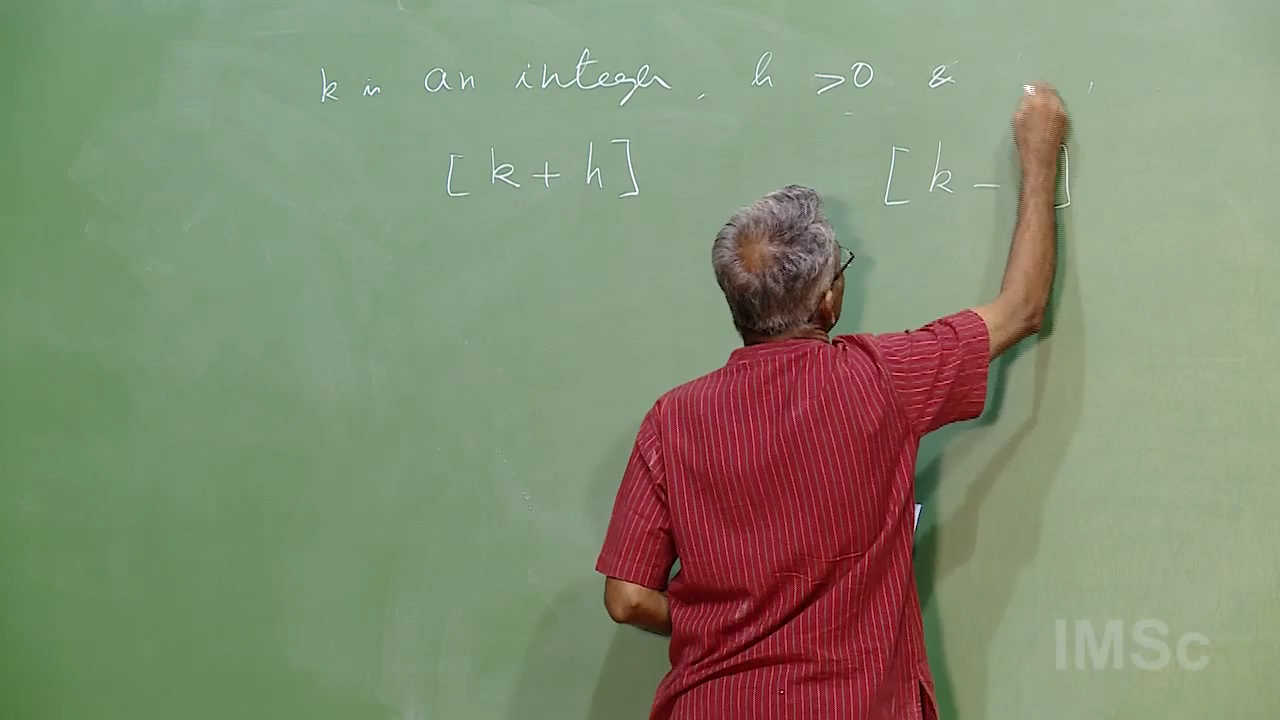 k is an integer, h >0 &
[k+h] [k-]
IMSc